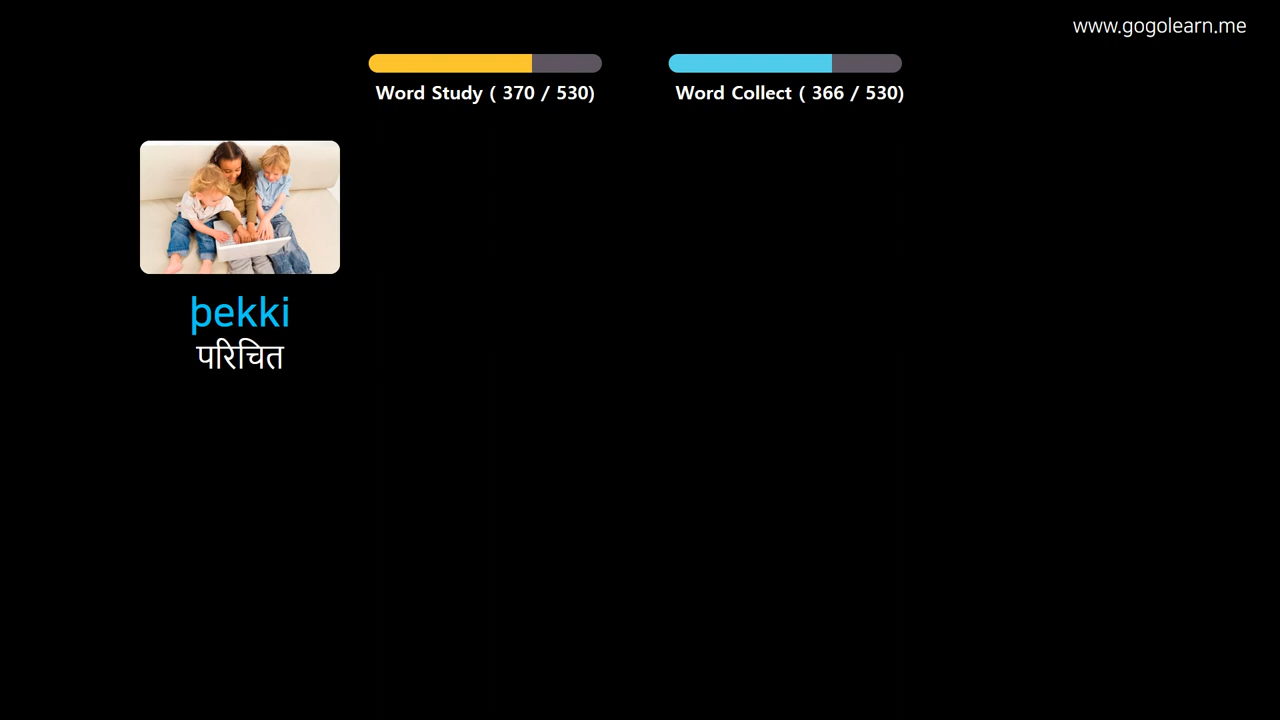 www.gogolearn.me
Word Study ( 370 / 530)
Word Collect ( 366 / 530)
þekki
परिचित